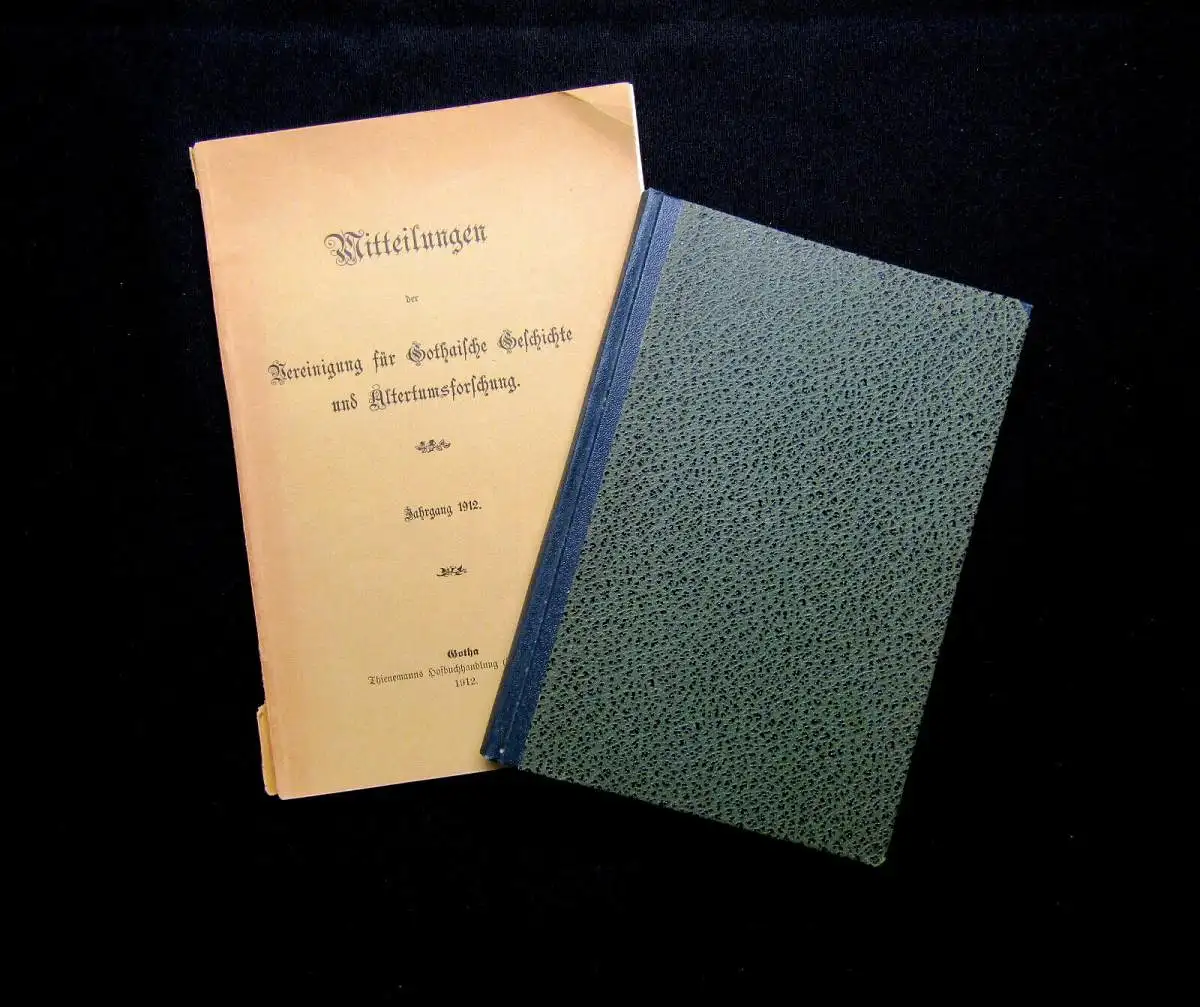 Mitteilungen
der
Vereinigung für Gothaische Geschichte
und Altertumsforschung.
Jahrgang 1912.
Gotha
Thienemanns Hofbuchhandlung (
1912.